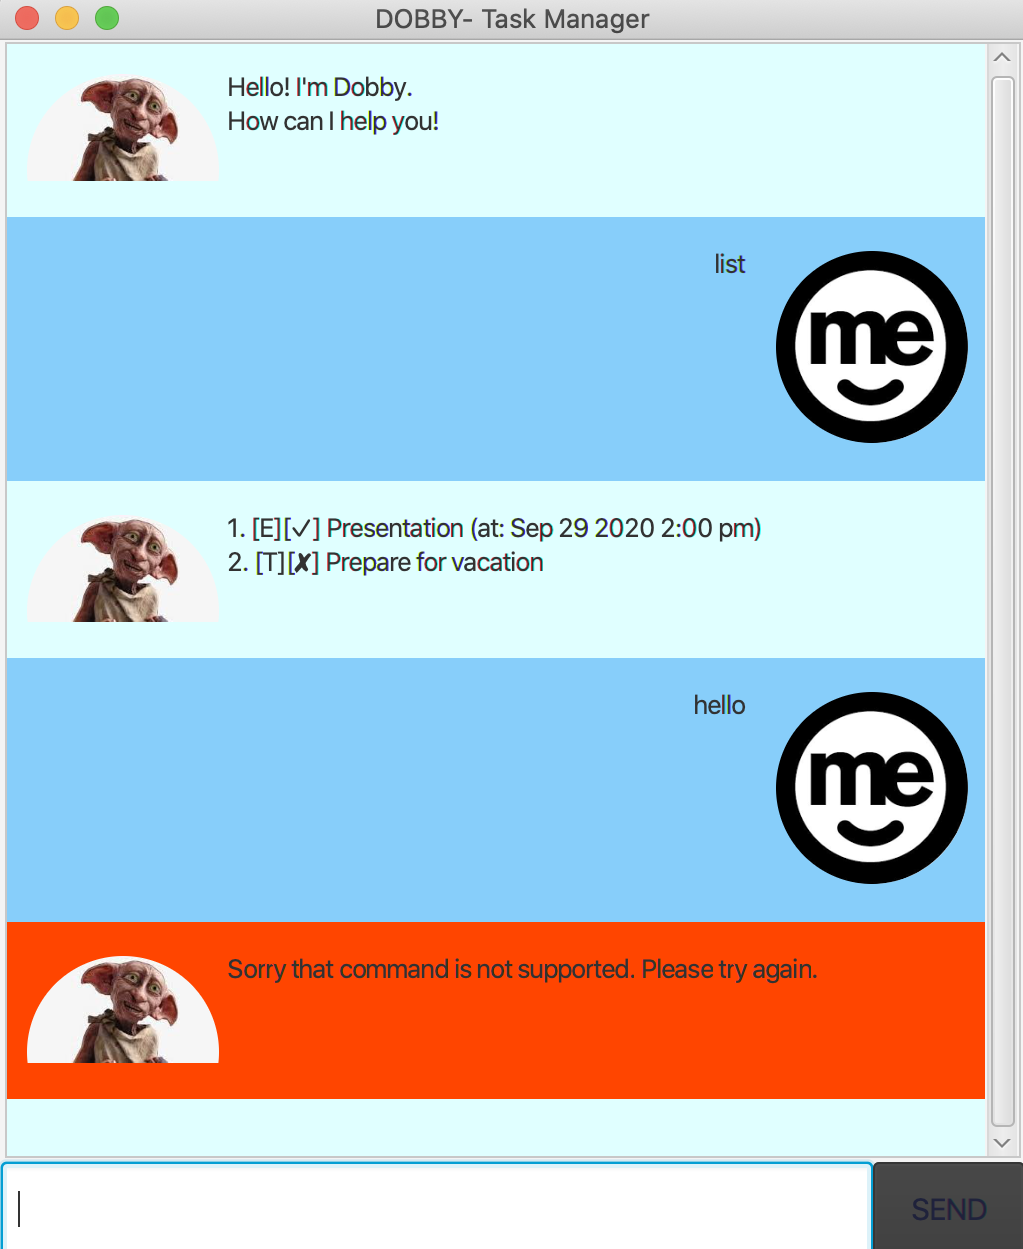 DOBBY- Task Manager
Hello! I'm Dobby.
How can I help you!
list
me
1. [E][✓] Presentation (at: Sep 29 2020 2:00 pm)
2. [T][✘] Prepare for vacation
hello
me
Sorry that command is not supported. Please try again.
SEND